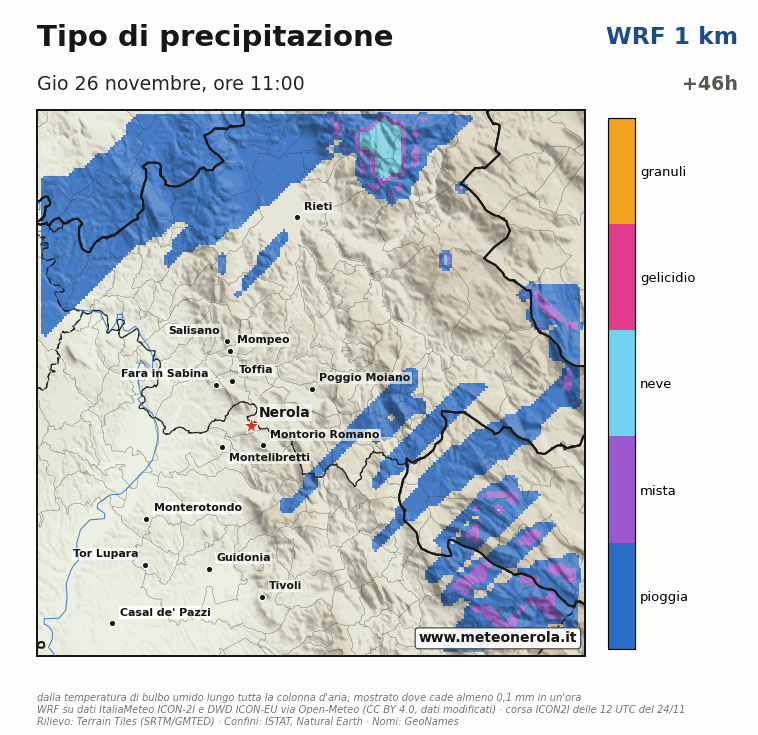 Tipo di precipitazione
WRF 1 km
Gio 26 novembre, ore 11:00
+46h
granuli
gelicidio
neve
mista
pioggia
Rieti
Salisano
Mompeo
Fara in Sabina
Toffia
Poggio Moiano
Nerola
Montorio Romano
Montelibretti
Monterotondo
Tor Lupara
Guidonia
Tivoli
Casal de' Pazzi
www.meteonerola.it
dalla temperatura di bulbo umido lungo tutta la colonna d'aria; mostrato dove cade almeno 0,1 mm in un'ora
WRF su dati ItaliaMeteo ICON-2I e DWD ICON-EU via Open-Meteo (CC BY 4.0, dati modificati) · corsa ICON2I delle 12 UTC del 24/11
Rilievo: Terrain Tiles (SRTM/GMTED) · Confini: ISTAT, Natural Earth · Nomi: GeoNames